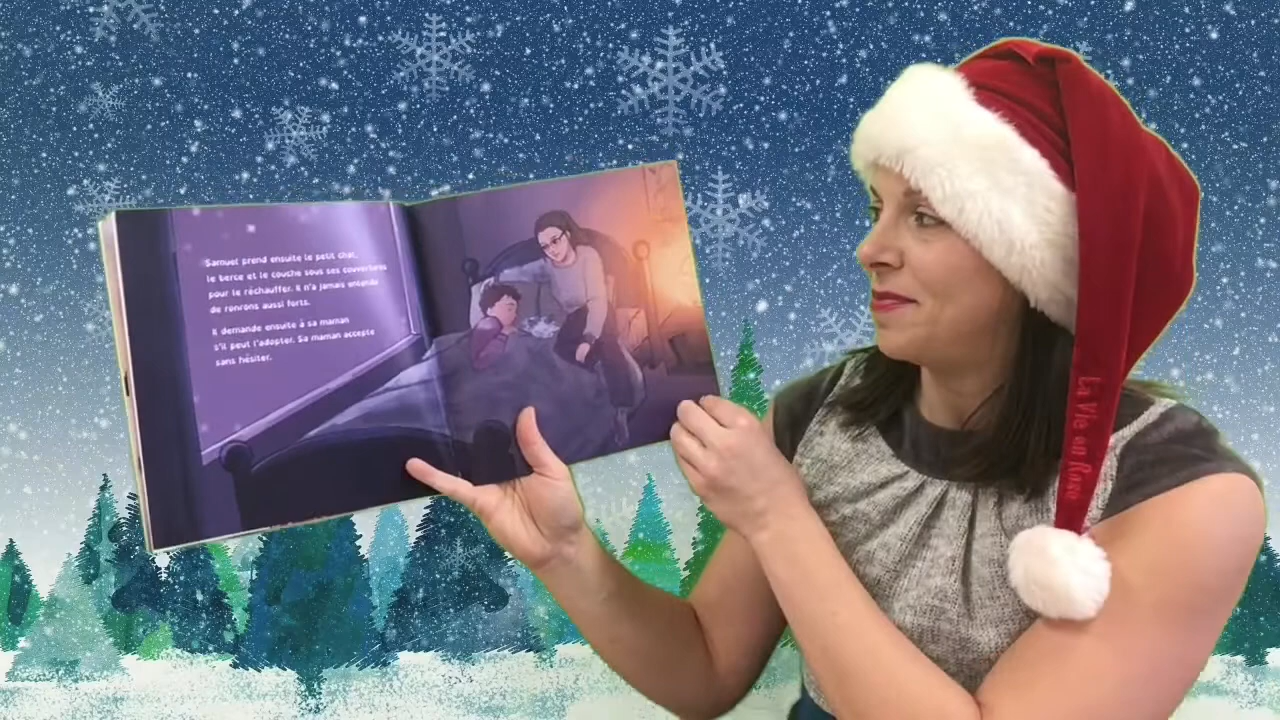 Samuel prend ensuite le petit chat,
le berce et le couche sous ses couvertures
pour le réchauffer. Il n'a jamais entendu
de ronrons aussi forts.
Il demande ensuite à sa maman
s'il peut l'adopter. Sa maman accepte
sans hésiter.
La Vie en Rose